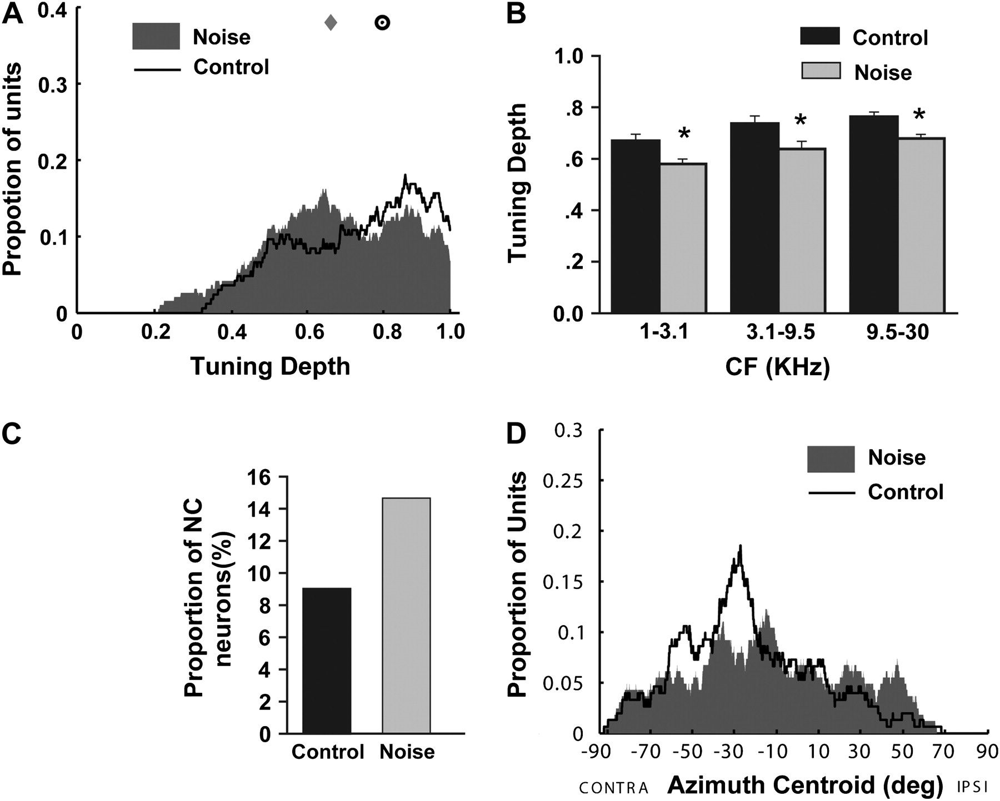 A
0.4
0.3
0.2
0.1
0
Propotion of units
Noise
Control
0 0.2 0.4 0.6 0.8 1.0
Tuning Depth
B
Control
Noise
1.0
.8
.6
.4
.2
0.0
Tuning Depth
* * *
1-3.1 3.1-9.5 9.5-30
CF (KHz)
C
16
14
12
10
8
6
4
2
0
Proportion of NC
neurons(%)
Control Noise
D
0.3
0.25
0.2
0.15
0.1
0.05
0
Proportion of Units
Noise
Control
-90 -70 -50 -30 -10 10 30 50 70 90
CONTRA Azimuth Centroid (deg) IPSI